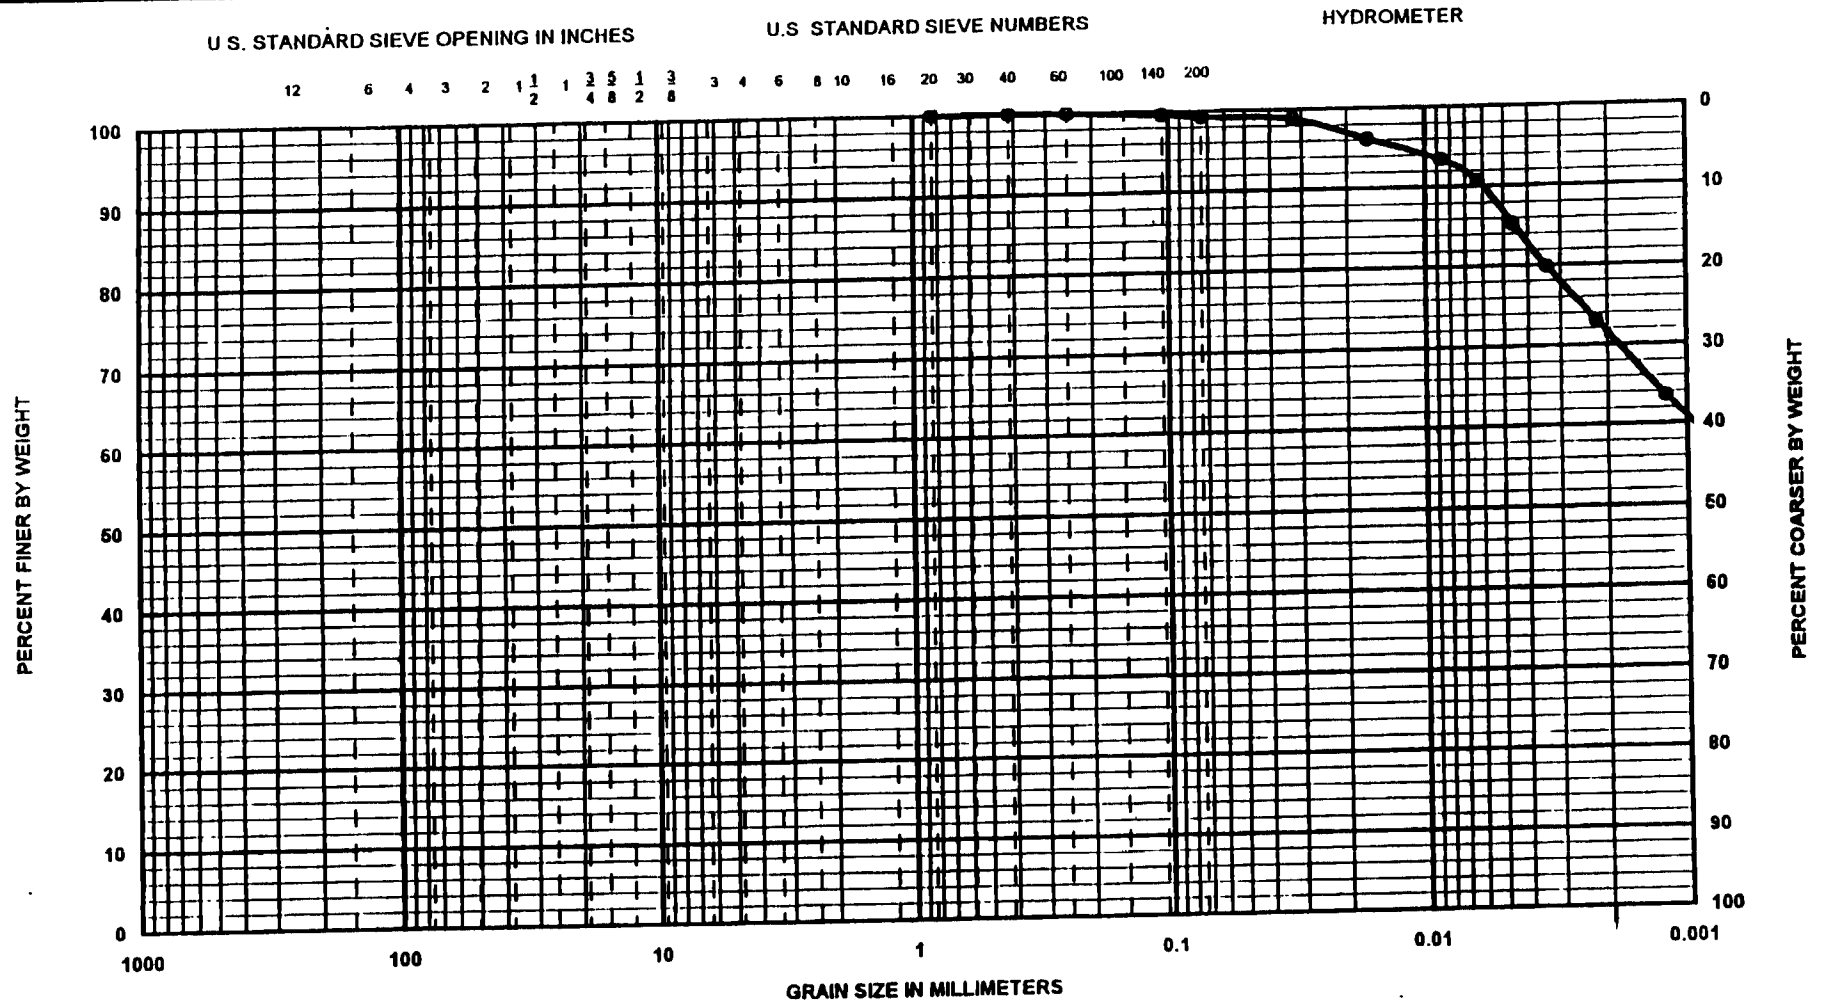 U S. STANDARD SIEVE OPENING IN INCHES
U.S STANDARD SIEVE NUMBERS
HYDROMETER
12 6 4 3 2 1 1/2 1 3/4 5/8 1/2 3/8 3 4 6 8 10 16 20 30 40 60 100 140 200
100
90
80
70
60
50
40
30
20
10
0
PERCENT FINER BY WEIGHT
0
10
20
30
40
50
60
70
80
90
100
PERCENT COARSER BY WEIGHT
1000 100 10 1 0.1 0.01 0.001
GRAIN SIZE IN MILLIMETERS